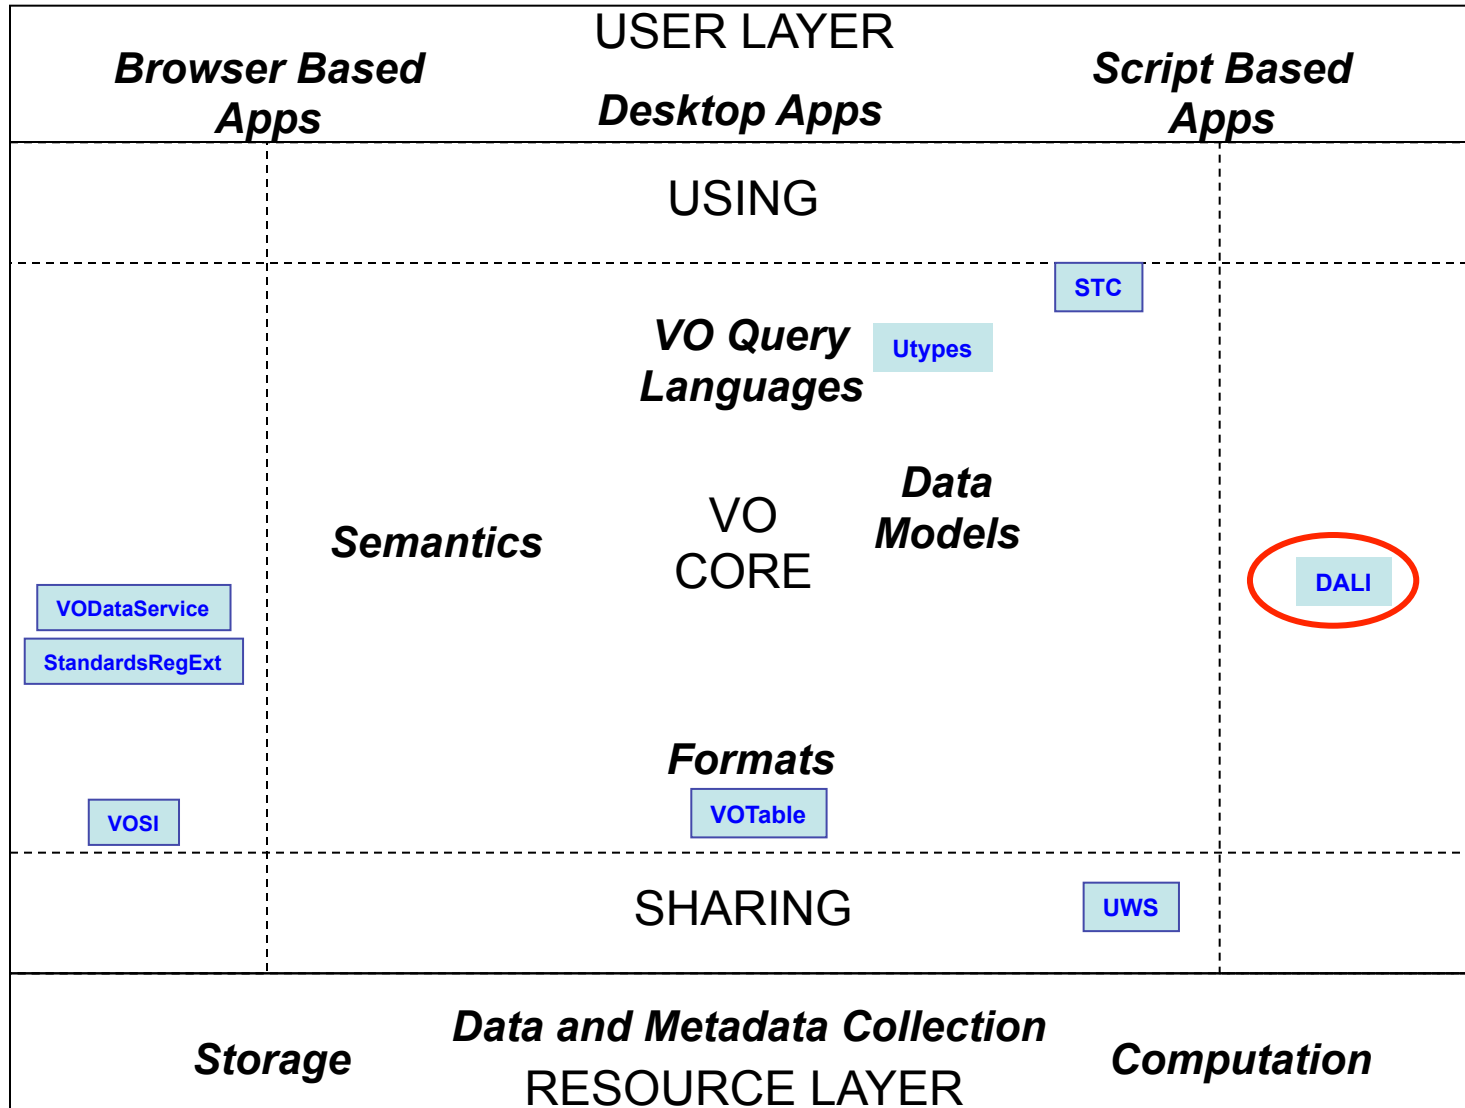 USER LAYER
Browser Based
Apps
Desktop Apps
Script Based
Apps
USING
STC
VO Query
Languages
Utypes
Data
Models
Semantics
VO
CORE
DALI
VODataService
StandardsRegExt
Formats
VOTable
VOSI
SHARING
UWS
Data and Metadata Collection
Storage
Computation
RESOURCE LAYER